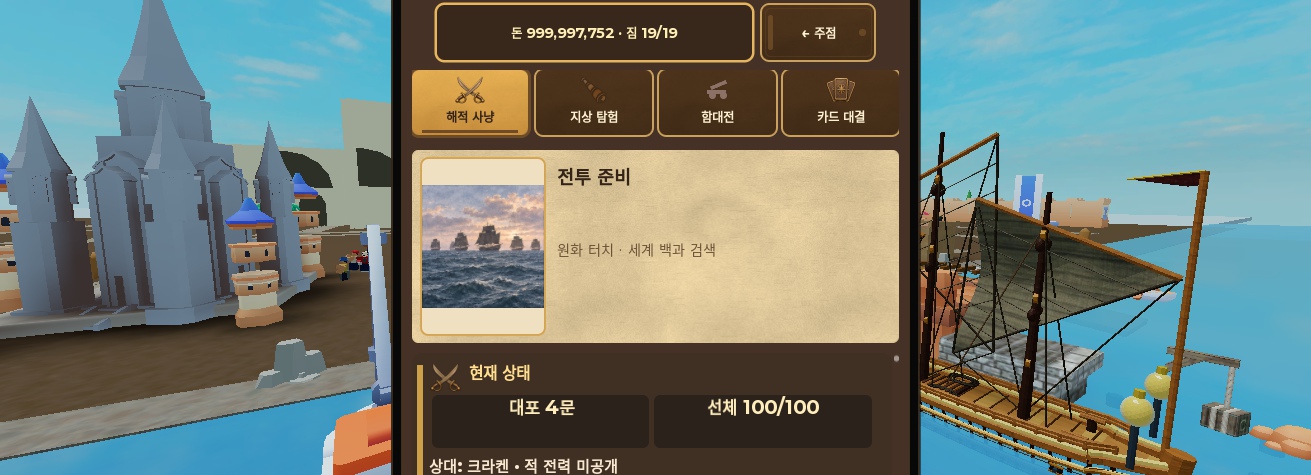 돈 999,997,752 · 짐 19/19
← 주점
해적 사냥
지상 탐험
함대전
카드 대결
전투 준비
원화 터치 · 세계 백과 검색
현재 상태
대포 4문
선체 100/100
상대: 크라켄 • 적 전력 미공개